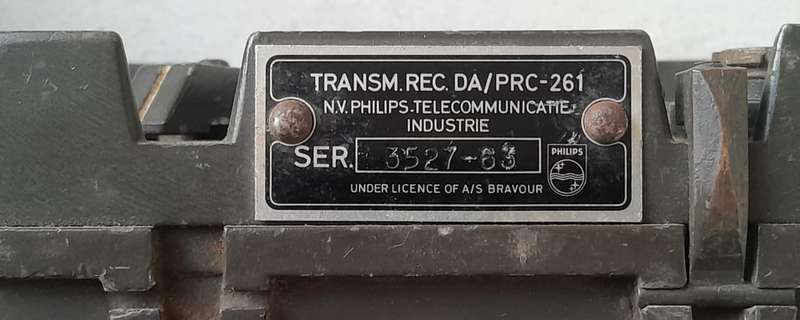 TRANSM. REC. DA/PRC-261
N.V. PHILIPS-TELECOMMUNICATIE-
INDUSTRIE
SER. 3527-63
PHILIPS
UNDER LICENCE OF A/S BRAVOUR